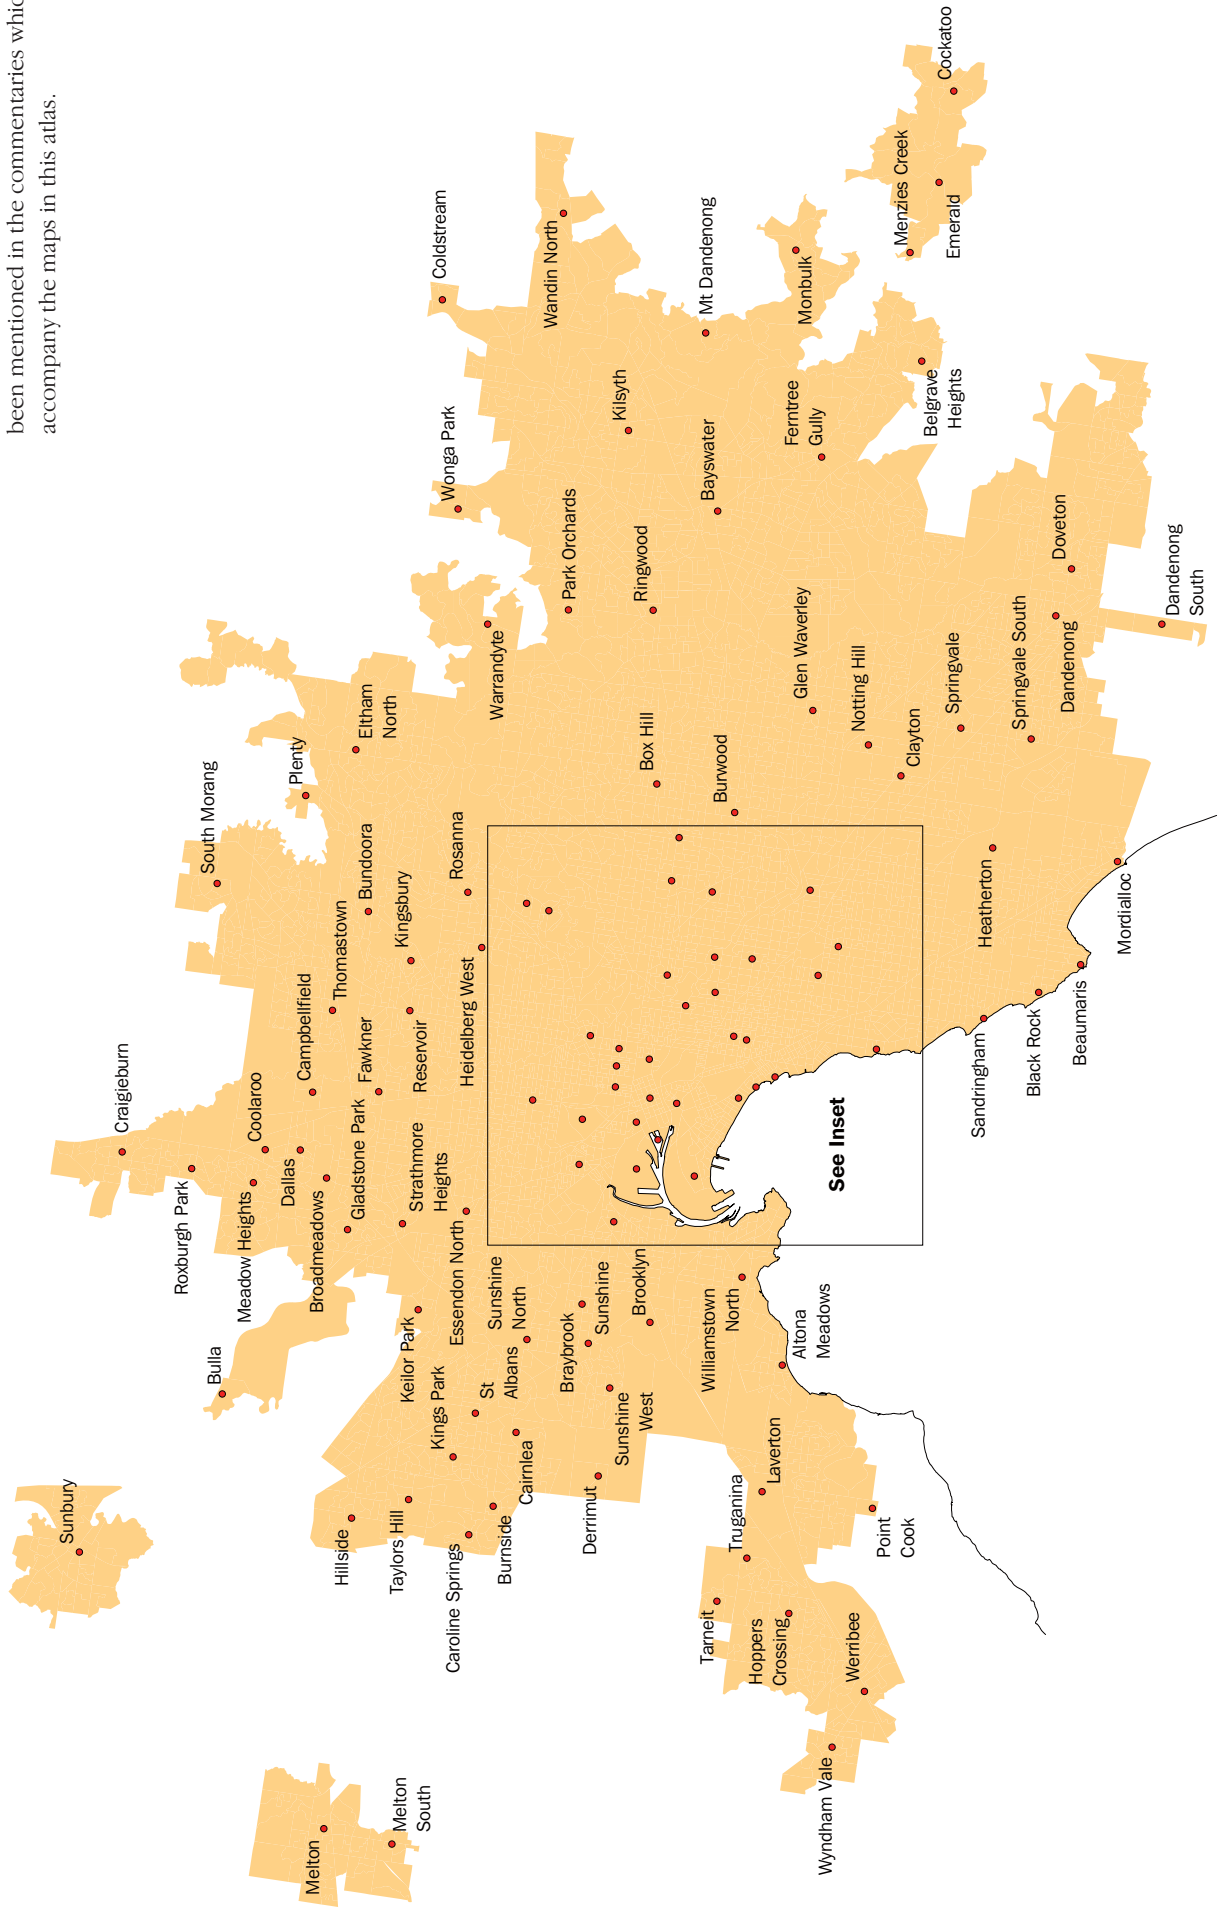 been mentioned in the commentaries whic
accompany the maps in this atlas.
Sunbury
Craigieburn
Roxburgh Park
Bulla
South Morang
Meadow Heights
Coolaroo
Plenty
Dallas
Campbellfield
Broadmeadows
Thomastown
Melton
Eltham
North
Hillside
Gladstone Park
Fawkner
Bundoora
Melton
South
Taylors Hill
Keilor Park
Strathmore
Heights
Reservoir
Kingsbury
Coldstream
Wonga Park
Kings Park
Caroline Springs
Essendon North
Heidelberg West
Rosanna
Warrandyte
St
Albans
Burnside
Cairnlea
Sunshine
North
Wandin North
Park Orchards
Derrimut
Braybrook
Sunshine
Sunshine
West
Brooklyn
Kilsyth
Ringwood
Box Hill
Mt Dandenong
Bayswater
Burwood
Tarneit
Truganina
Williamstown
North
Laverton
Hoppers
Crossing
Altona
Meadows
Monbulk
Ferntree
Gully
Glen Waverley
Wyndham Vale
Werribee
See Inset
Notting Hill
Point
Cook
Clayton
Menzies Creek
Cockatoo
Emerald
Belgrave
Heights
Springvale
Heatherton
Sandringham
Springvale South
Black Rock
Doveton
Dandenong
Beaumaris
Mordialloc
Dandenong
South